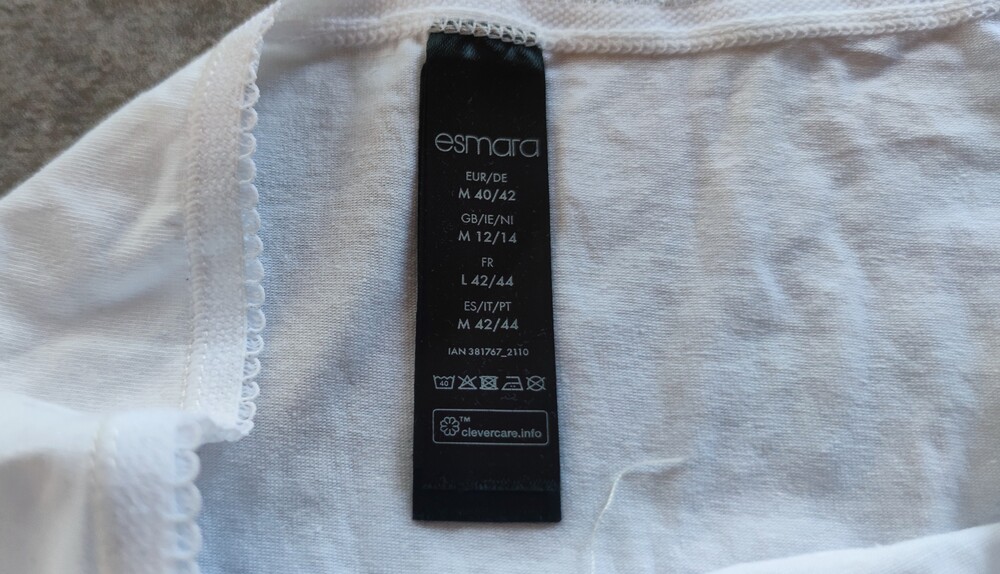 esmara
EUR/DE
M 40/42
GB/IE/NI
M 12/14
FR
L 42/44
ES/IT/PT
M 42/44
IAN 381767_2110
40
™
clevercare.info